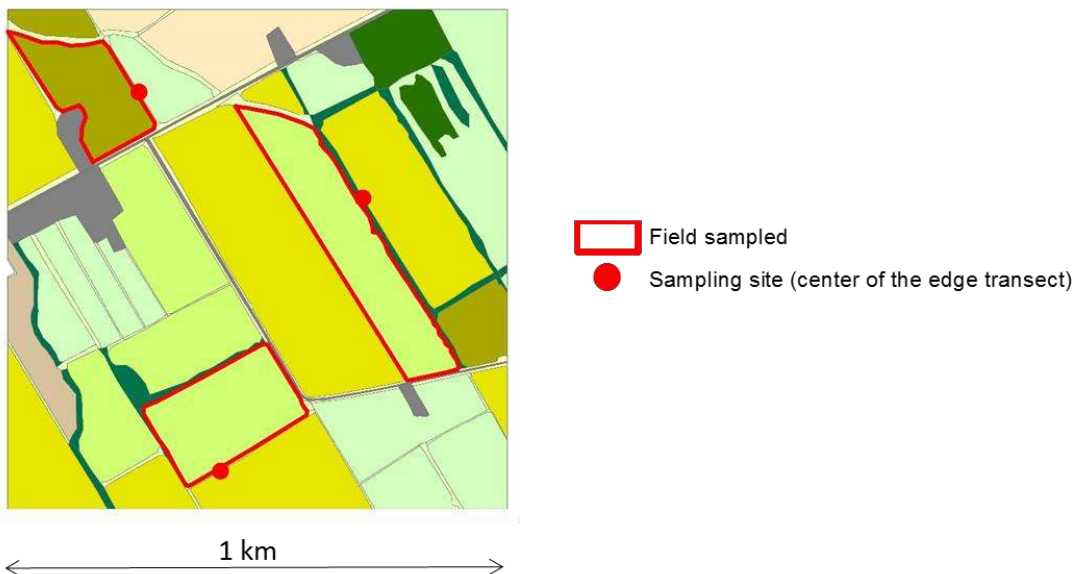 Field sampled
Sampling site (center of the edge transect)
1 km